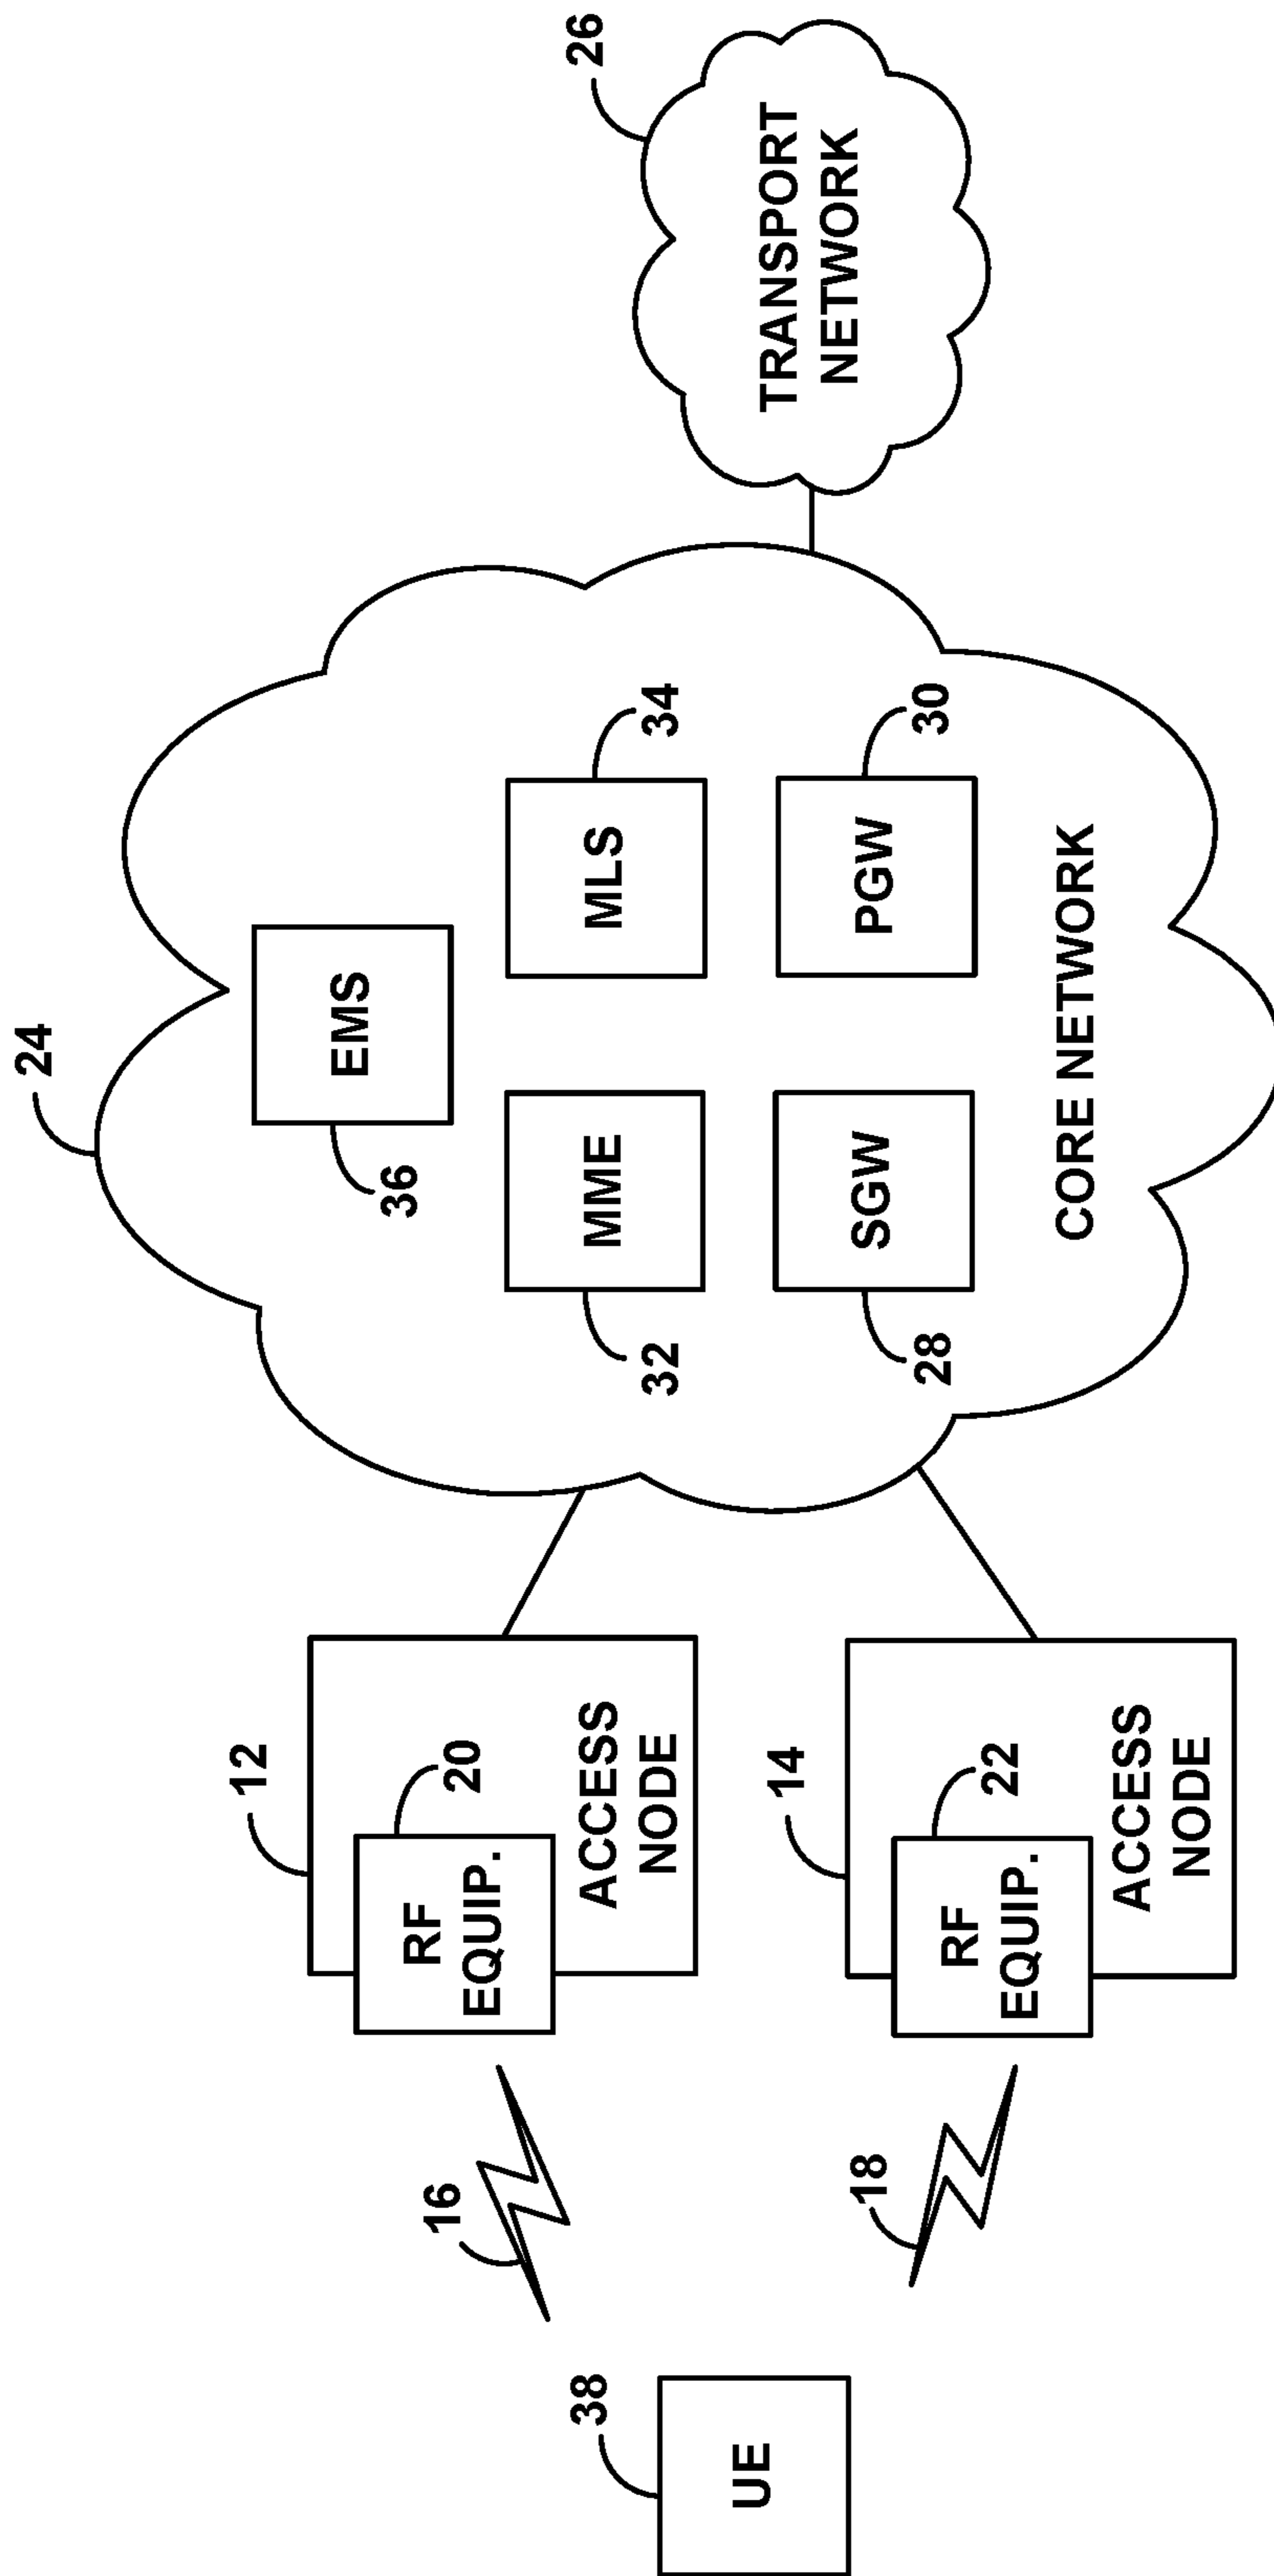 24
26
36
EMS
12
32
MME
MLS
34
TRANSPORT
NETWORK
16
RF
EQUIP.
20
ACCESS
NODE
38
UE
28
SGW
PGW
30
14
18
RF
EQUIP.
22
ACCESS
NODE
CORE NETWORK